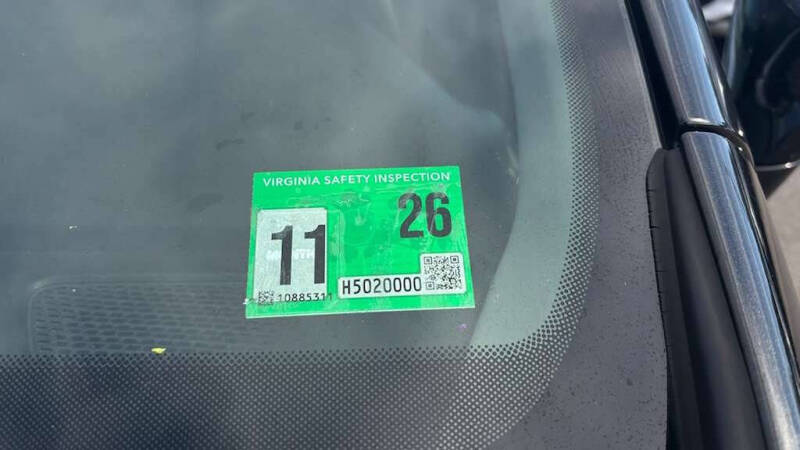 VIRGINIA SAFETY INSPECTION
26
11
H5020000
10885311